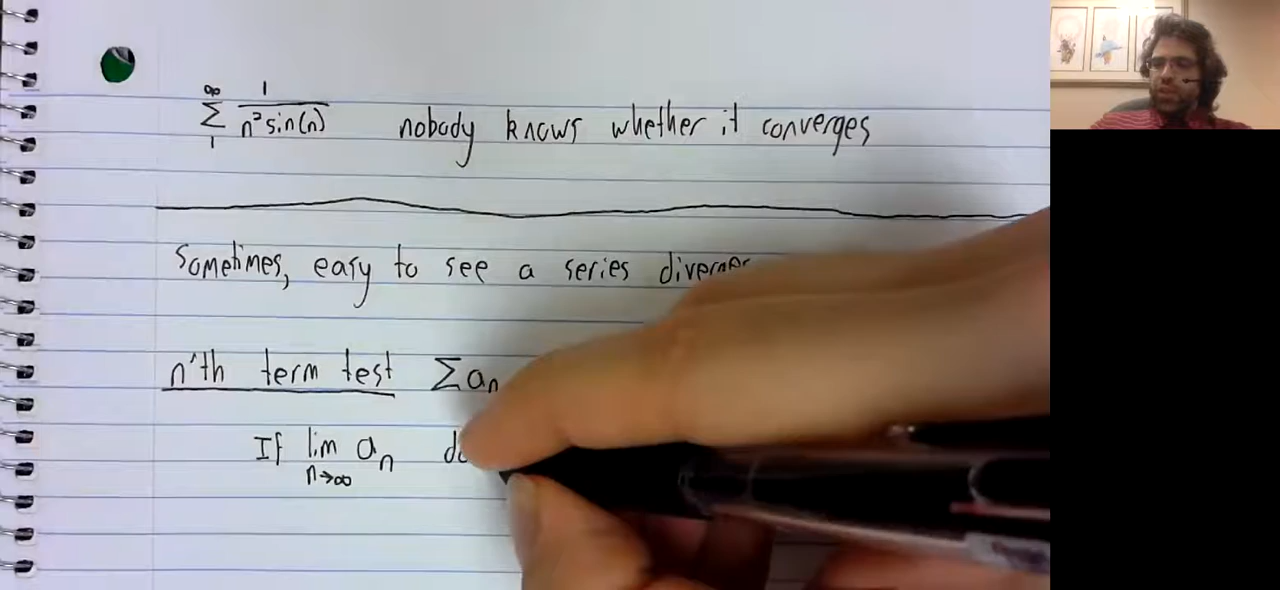 ∞
∑ 1/(n² sin(n)) nobody knows whether it converges
1
Sometimes, easy to see a series
n'th term test ∑aₙ
If lim aₙ
n→∞